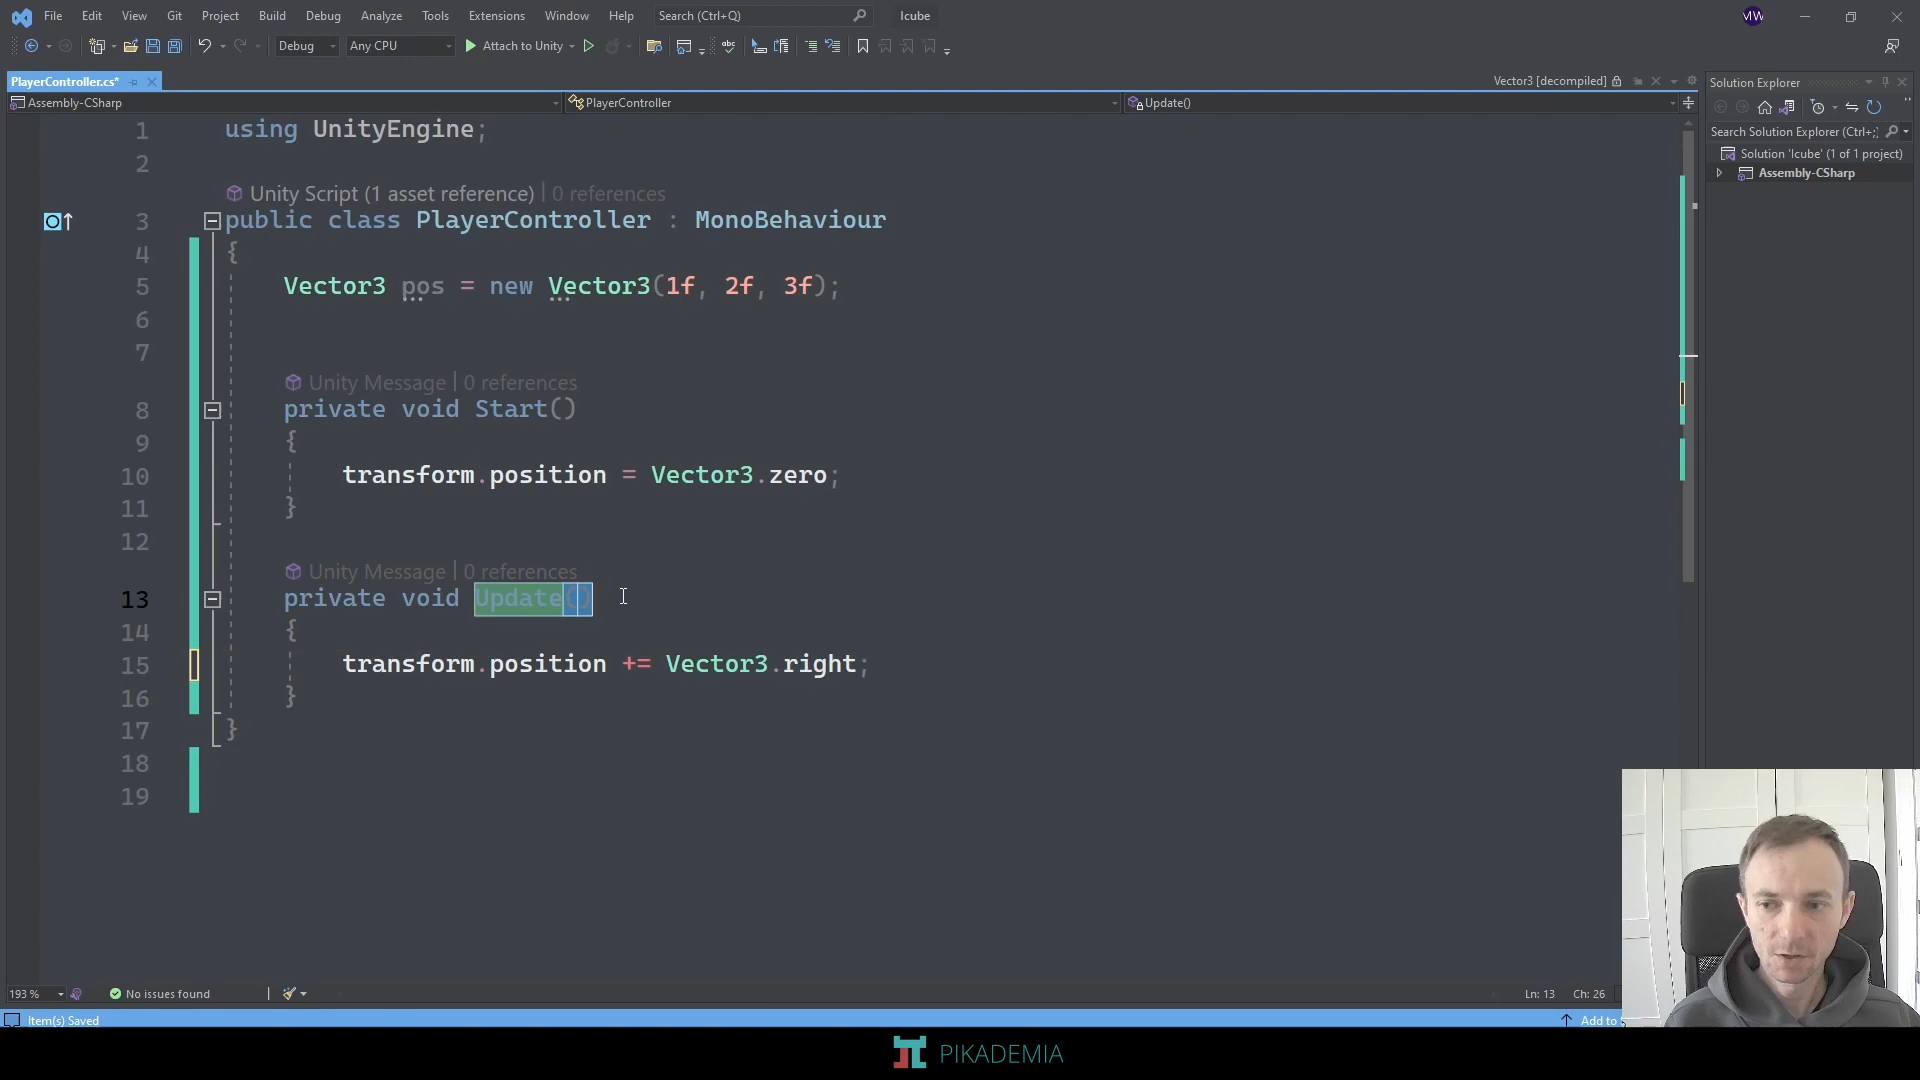 File Edit View Git Project Build Debug Analyze Tools Extensions Window Help Search (Ctrl+Q) Icube MW
Debug Any CPU Attach to Unity
PlayerController.cs* Vector3 [decompiled] Solution Explorer
Assembly-CSharp PlayerController Update()
Search Solution Explorer (Ctrl+;)
Solution 'Icube' (1 of 1 project)
Assembly-CSharp
1 using UnityEngine;
2
Unity Script (1 asset reference) | 0 references
3 public class PlayerController : MonoBehaviour
4 {
5 Vector3 pos = new Vector3(1f, 2f, 3f);
6
7
Unity Message | 0 references
8 private void Start()
9 {
10 transform.position = Vector3.zero;
11 }
12
Unity Message | 0 references
13 private void Update()
14 {
15 transform.position += Vector3.right;
16 }
17 }
18
19
193 % No issues found Ln: 13 Ch: 26
Item(s) Saved Add to
PIKADEMIA